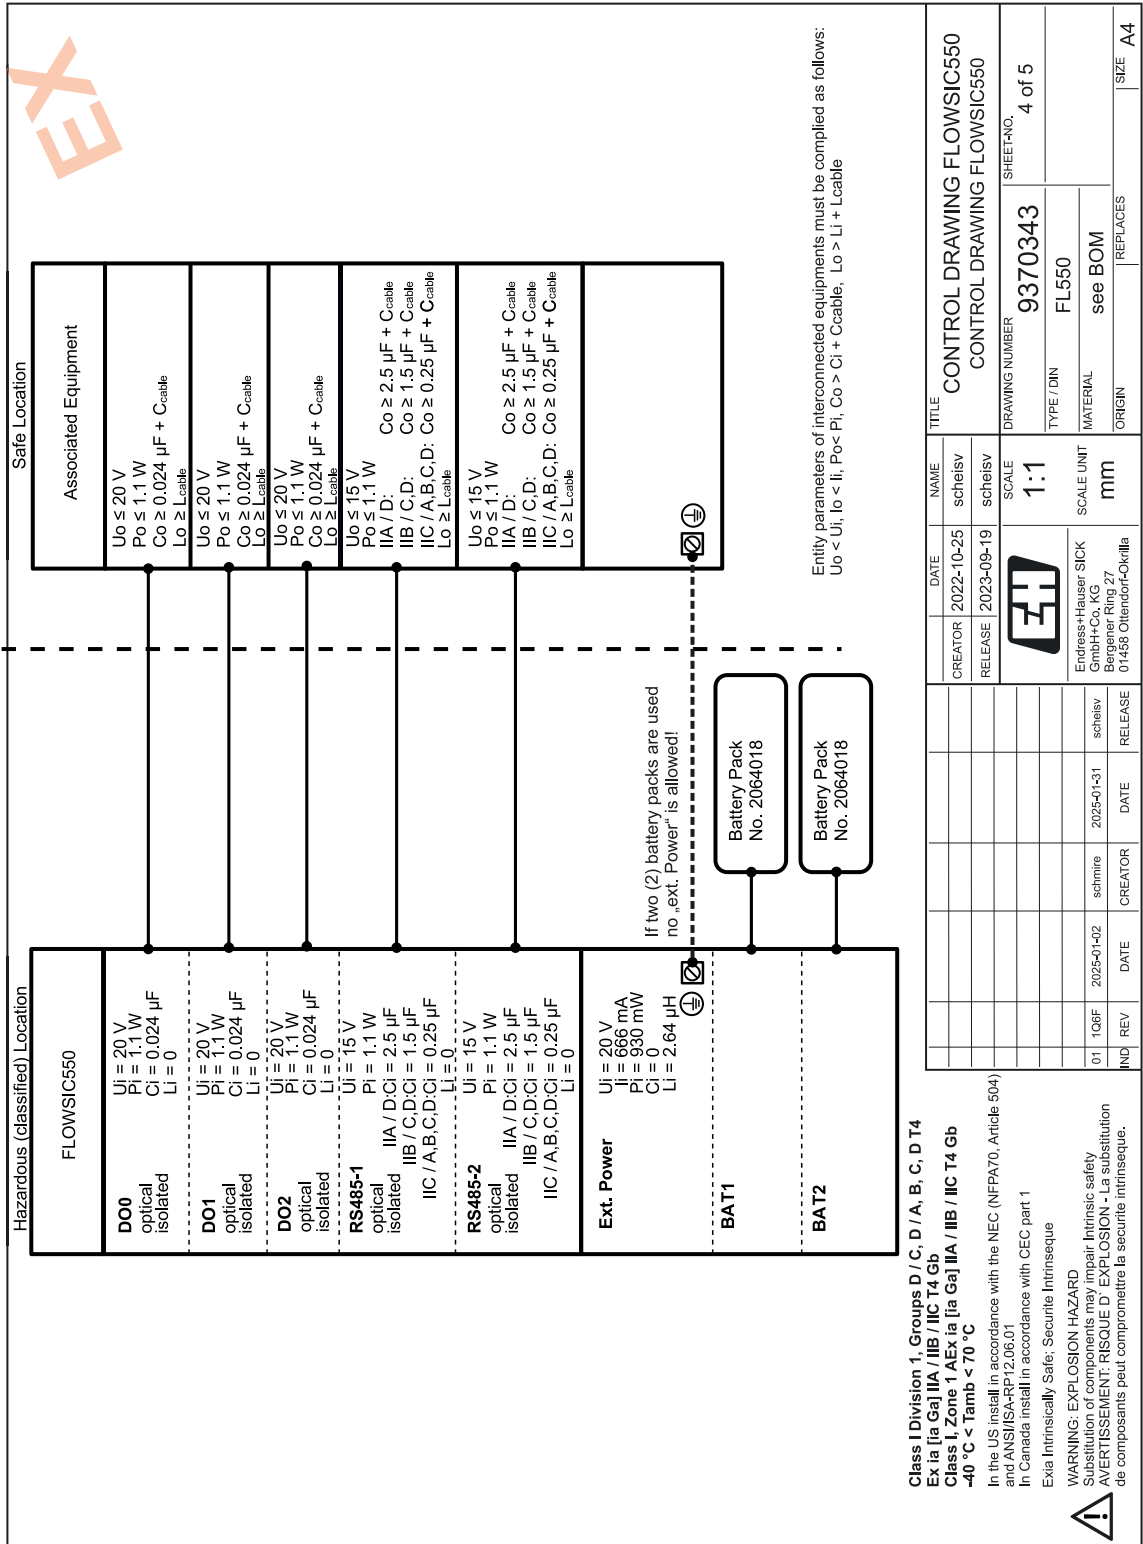 EX
Hazardous (classified) Location
Safe Location
FLOWSIC550
Associated Equipment
DO0
optical
isolated
Ui = 20 V
Pi = 1.1 W
Ci = 0.024 µF
Li = 0
Uo ≤ 20 V
Po ≤ 1.1 W
Co ≥ 0.024 µF + Ccable
Lo ≥ Lcable
DO1
optical
isolated
Ui = 20 V
Pi = 1.1 W
Ci = 0.024 µF
Li = 0
Uo ≤ 20 V
Po ≤ 1.1 W
Co ≥ 0.024 µF + Ccable
Lo ≥ Lcable
DO2
optical
isolated
Ui = 20 V
Pi = 1.1 W
Ci = 0.024 µF
Li = 0
Uo ≤ 20 V
Po ≤ 1.1 W
Co ≥ 0.024 µF + Ccable
Lo ≥ Lcable
RS485-1
optical
isolated
Ui = 15 V
Pi = 1.1 W
IIA / D:Ci = 2.5 µF
IIB / C,D:Ci = 1.5 µF
IIC / A,B,C,D:Ci = 0.25 µF
Li = 0
Uo ≤ 15 V
Po ≤ 1.1 W
IIA / D: Co ≥ 2.5 µF + Ccable
IIB / C,D: Co ≥ 1.5 µF + Ccable
IIC / A,B,C,D: Co ≥ 0.25 µF + Ccable
Lo ≥ Lcable
RS485-2
optical
isolated
Ui = 15 V
Pi = 1.1 W
IIA / D:Ci = 2.5 µF
IIB / C,D:Ci = 1.5 µF
IIC / A,B,C,D:Ci = 0.25 µF
Li = 0
Uo ≤ 15 V
Po ≤ 1.1 W
IIA / D: Co ≥ 2.5 µF + Ccable
IIB / C,D: Co ≥ 1.5 µF + Ccable
IIC / A,B,C,D: Co ≥ 0.25 µF + Ccable
Lo ≥ Lcable
Ext. Power
Ui = 20 V
Ii = 666 mA
Pi = 930 mW
Ci = 0
Li = 2.64 µH
If two (2) battery packs are used
no „ext. Power“ is allowed!
BAT1
Battery Pack
No. 2064018
BAT2
Battery Pack
No. 2064018
Entity parameters of interconnected equipments must be complied as follows:
Uo < Ui, Io < Ii, Po< Pi, Co > Ci + Ccable, Lo > Li + Lcable
Class I Division 1, Groups D / C, D / A, B, C, D T4
Ex ia [ia Ga] IIA / IIB / IIC T4 Gb
Class I, Zone 1 AEx ia [ia Ga] IIA / IIB / IIC T4 Gb
-40 °C < Tamb < 70 °C
In the US install in accordance with the NEC (NFPA70, Article 504)
and ANSI/ISA-RP12.06.01
In Canada install in accordance with CEC part 1
Exia Intrinsically Safe; Securite Intrinseque
WARNING: EXPLOSION HAZARD
Substitution of components may impair Intrinsic safety
AVERTISSEMENT: RISQUE D` EXPLOSION - La substitution
de composants peut compromettre la securite intrinseque.
01 1Q6F 2025-01-02 schmire 2025-01-31 scheisv
IND REV DATE CREATOR DATE RELEASE
DATE NAME
CREATOR 2022-10-25 scheisv
RELEASE 2023-09-19 scheisv
EH
Endress+Hauser SICK
GmbH+Co. KG
Bergener Ring 27
01458 Ottendorf-Okrilla
SCALE
1:1
SCALE UNIT
mm
TITLE
CONTROL DRAWING FLOWSIC550
CONTROL DRAWING FLOWSIC550
DRAWING NUMBER
9370343
SHEET-NO.
4 of 5
TYPE / DIN
FL550
MATERIAL
see BOM
ORIGIN
REPLACES
SIZE
A4